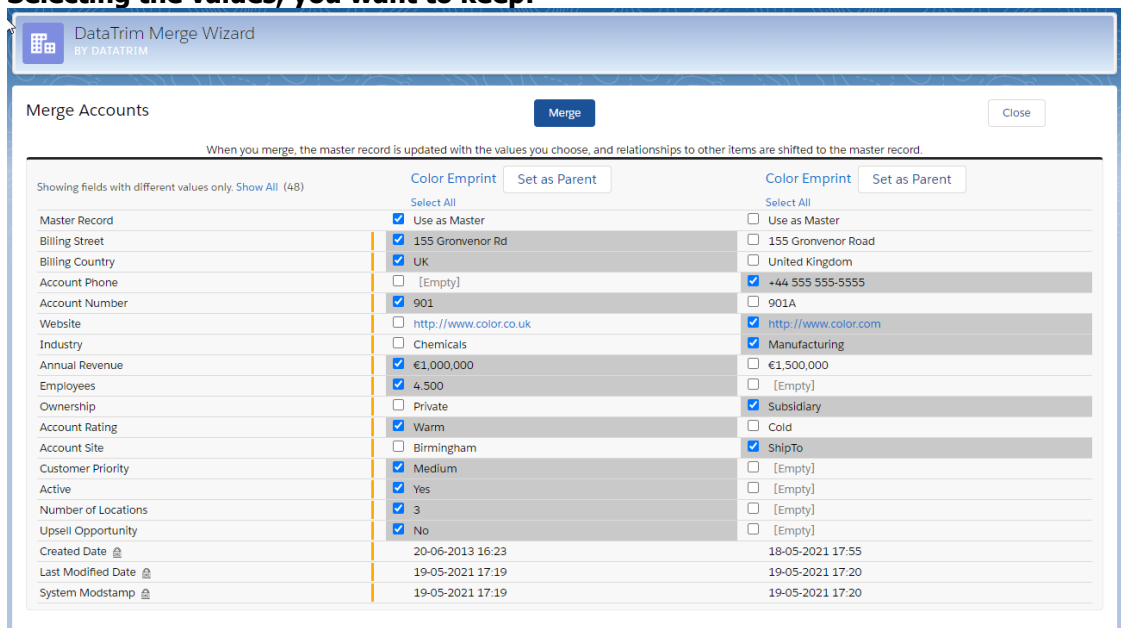 Selecting the values, you want to keep:
DataTrim Merge Wizard
BY DATATRIM
Merge Accounts Merge Close
When you merge, the master record is updated with the values you choose, and relationships to other items are shifted to the master record.
Showing fields with different values only. Show All (48) Color Emprint Set as Parent Color Emprint Set as Parent
Select All Select All
Master Record Use as Master Use as Master
Billing Street 155 Gronvenor Rd 155 Gronvenor Road
Billing Country UK United Kingdom
Account Phone [Empty] +44 555 555-5555
Account Number 901 901A
Website http://www.color.co.uk http://www.color.com
Industry Chemicals Manufacturing
Annual Revenue €1,000,000 €1,500,000
Employees 4.500 [Empty]
Ownership Private Subsidiary
Account Rating Warm Cold
Account Site Birmingham ShipTo
Customer Priority Medium [Empty]
Active Yes [Empty]
Number of Locations 3 [Empty]
Upsell Opportunity No [Empty]
Created Date 20-06-2013 16:23 18-05-2021 17:55
Last Modified Date 19-05-2021 17:19 19-05-2021 17:20
System Modstamp 19-05-2021 17:19 19-05-2021 17:20